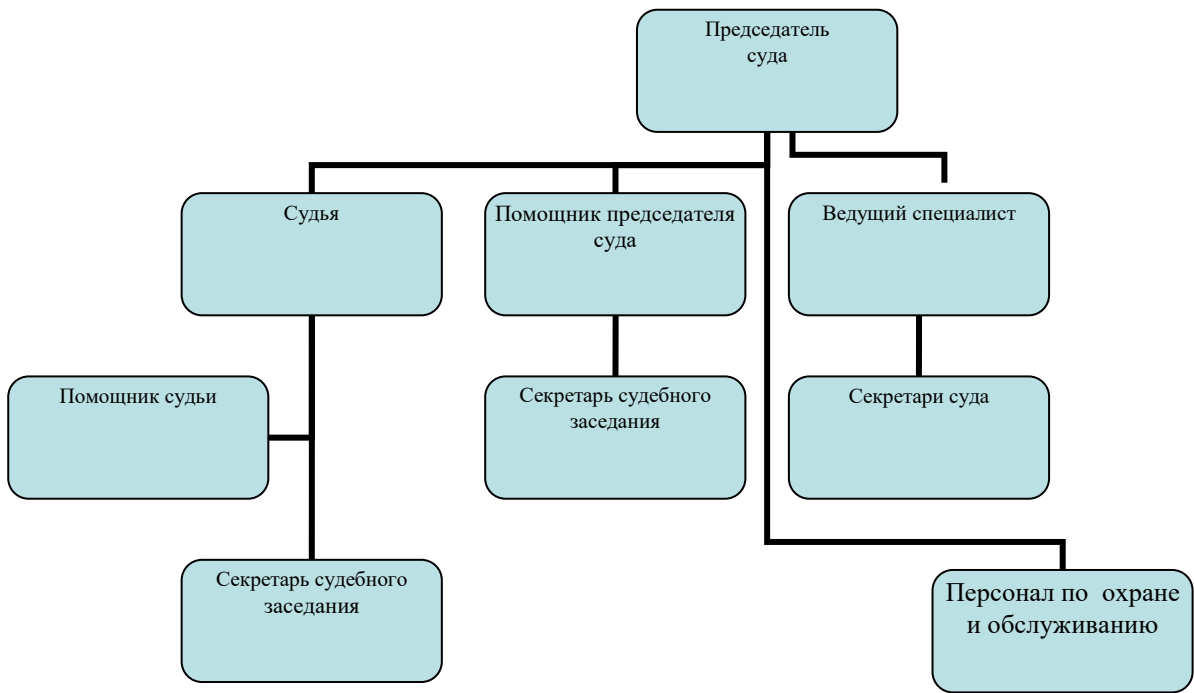 Председатель
суда
Судья
Помощник председателя
суда
Ведущий специалист
Помощник судьи
Секретарь судебного
заседания
Секретари суда
Секретарь судебного
заседания
Персонал по охране
и обслуживанию